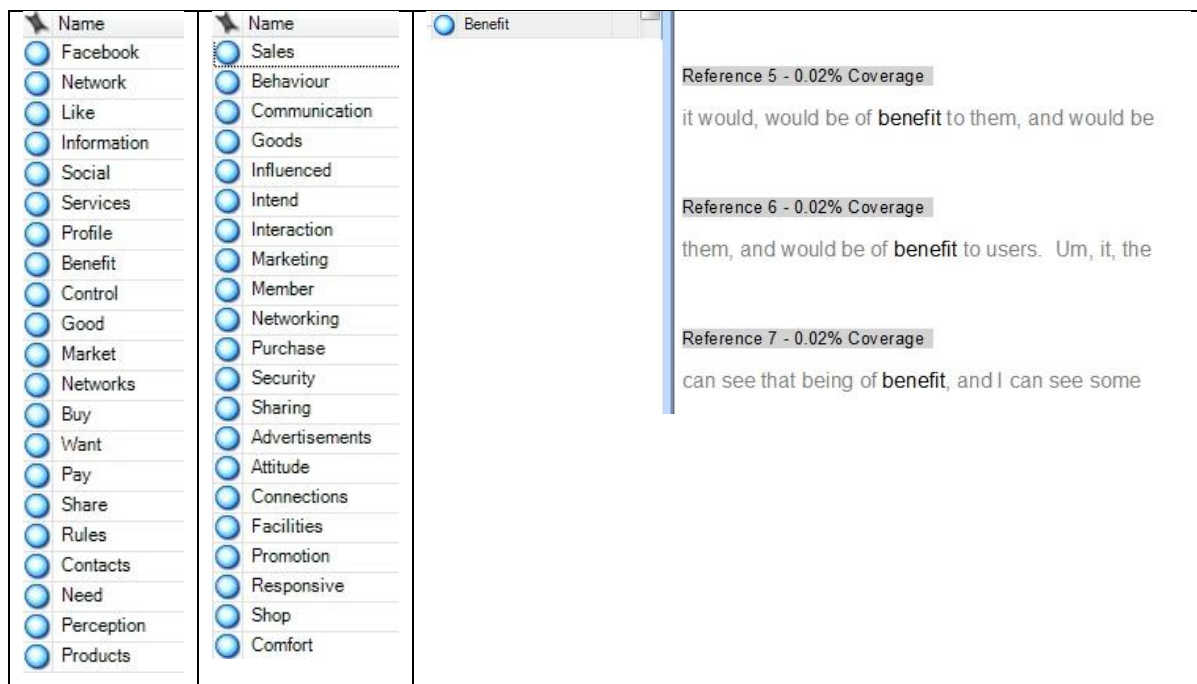 Name
Facebook
Network
Like
Information
Social
Services
Profile
Benefit
Control
Good
Market
Networks
Buy
Want
Pay
Share
Rules
Contacts
Need
Perception
Products
Name
Sales
Behaviour
Communication
Goods
Influenced
Intend
Interaction
Marketing
Member
Networking
Purchase
Security
Sharing
Advertisements
Attitude
Connections
Facilities
Promotion
Responsive
Shop
Comfort
Benefit
Reference 5 - 0.02% Coverage
it would, would be of benefit to them, and would be
Reference 6 - 0.02% Coverage
them, and would be of benefit to users.  Um, it, the
Reference 7 - 0.02% Coverage
can see that being of benefit, and I can see some